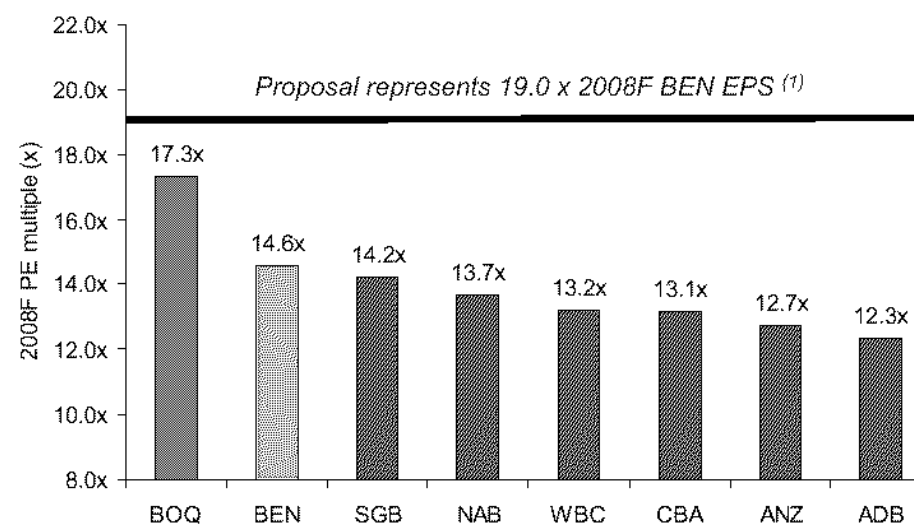 22.0x
20.0x
18.0x
16.0x
14.0x
12.0x
10.0x
8.0x
2008F PE multiple (x)
Proposal represents 19.0 x 2008F BEN EPS (1)
17.3x
14.6x
14.2x
13.7x
13.2x
13.1x
12.7x
12.3x
BOQ BEN SGB NAB WBC CBA ANZ ADB